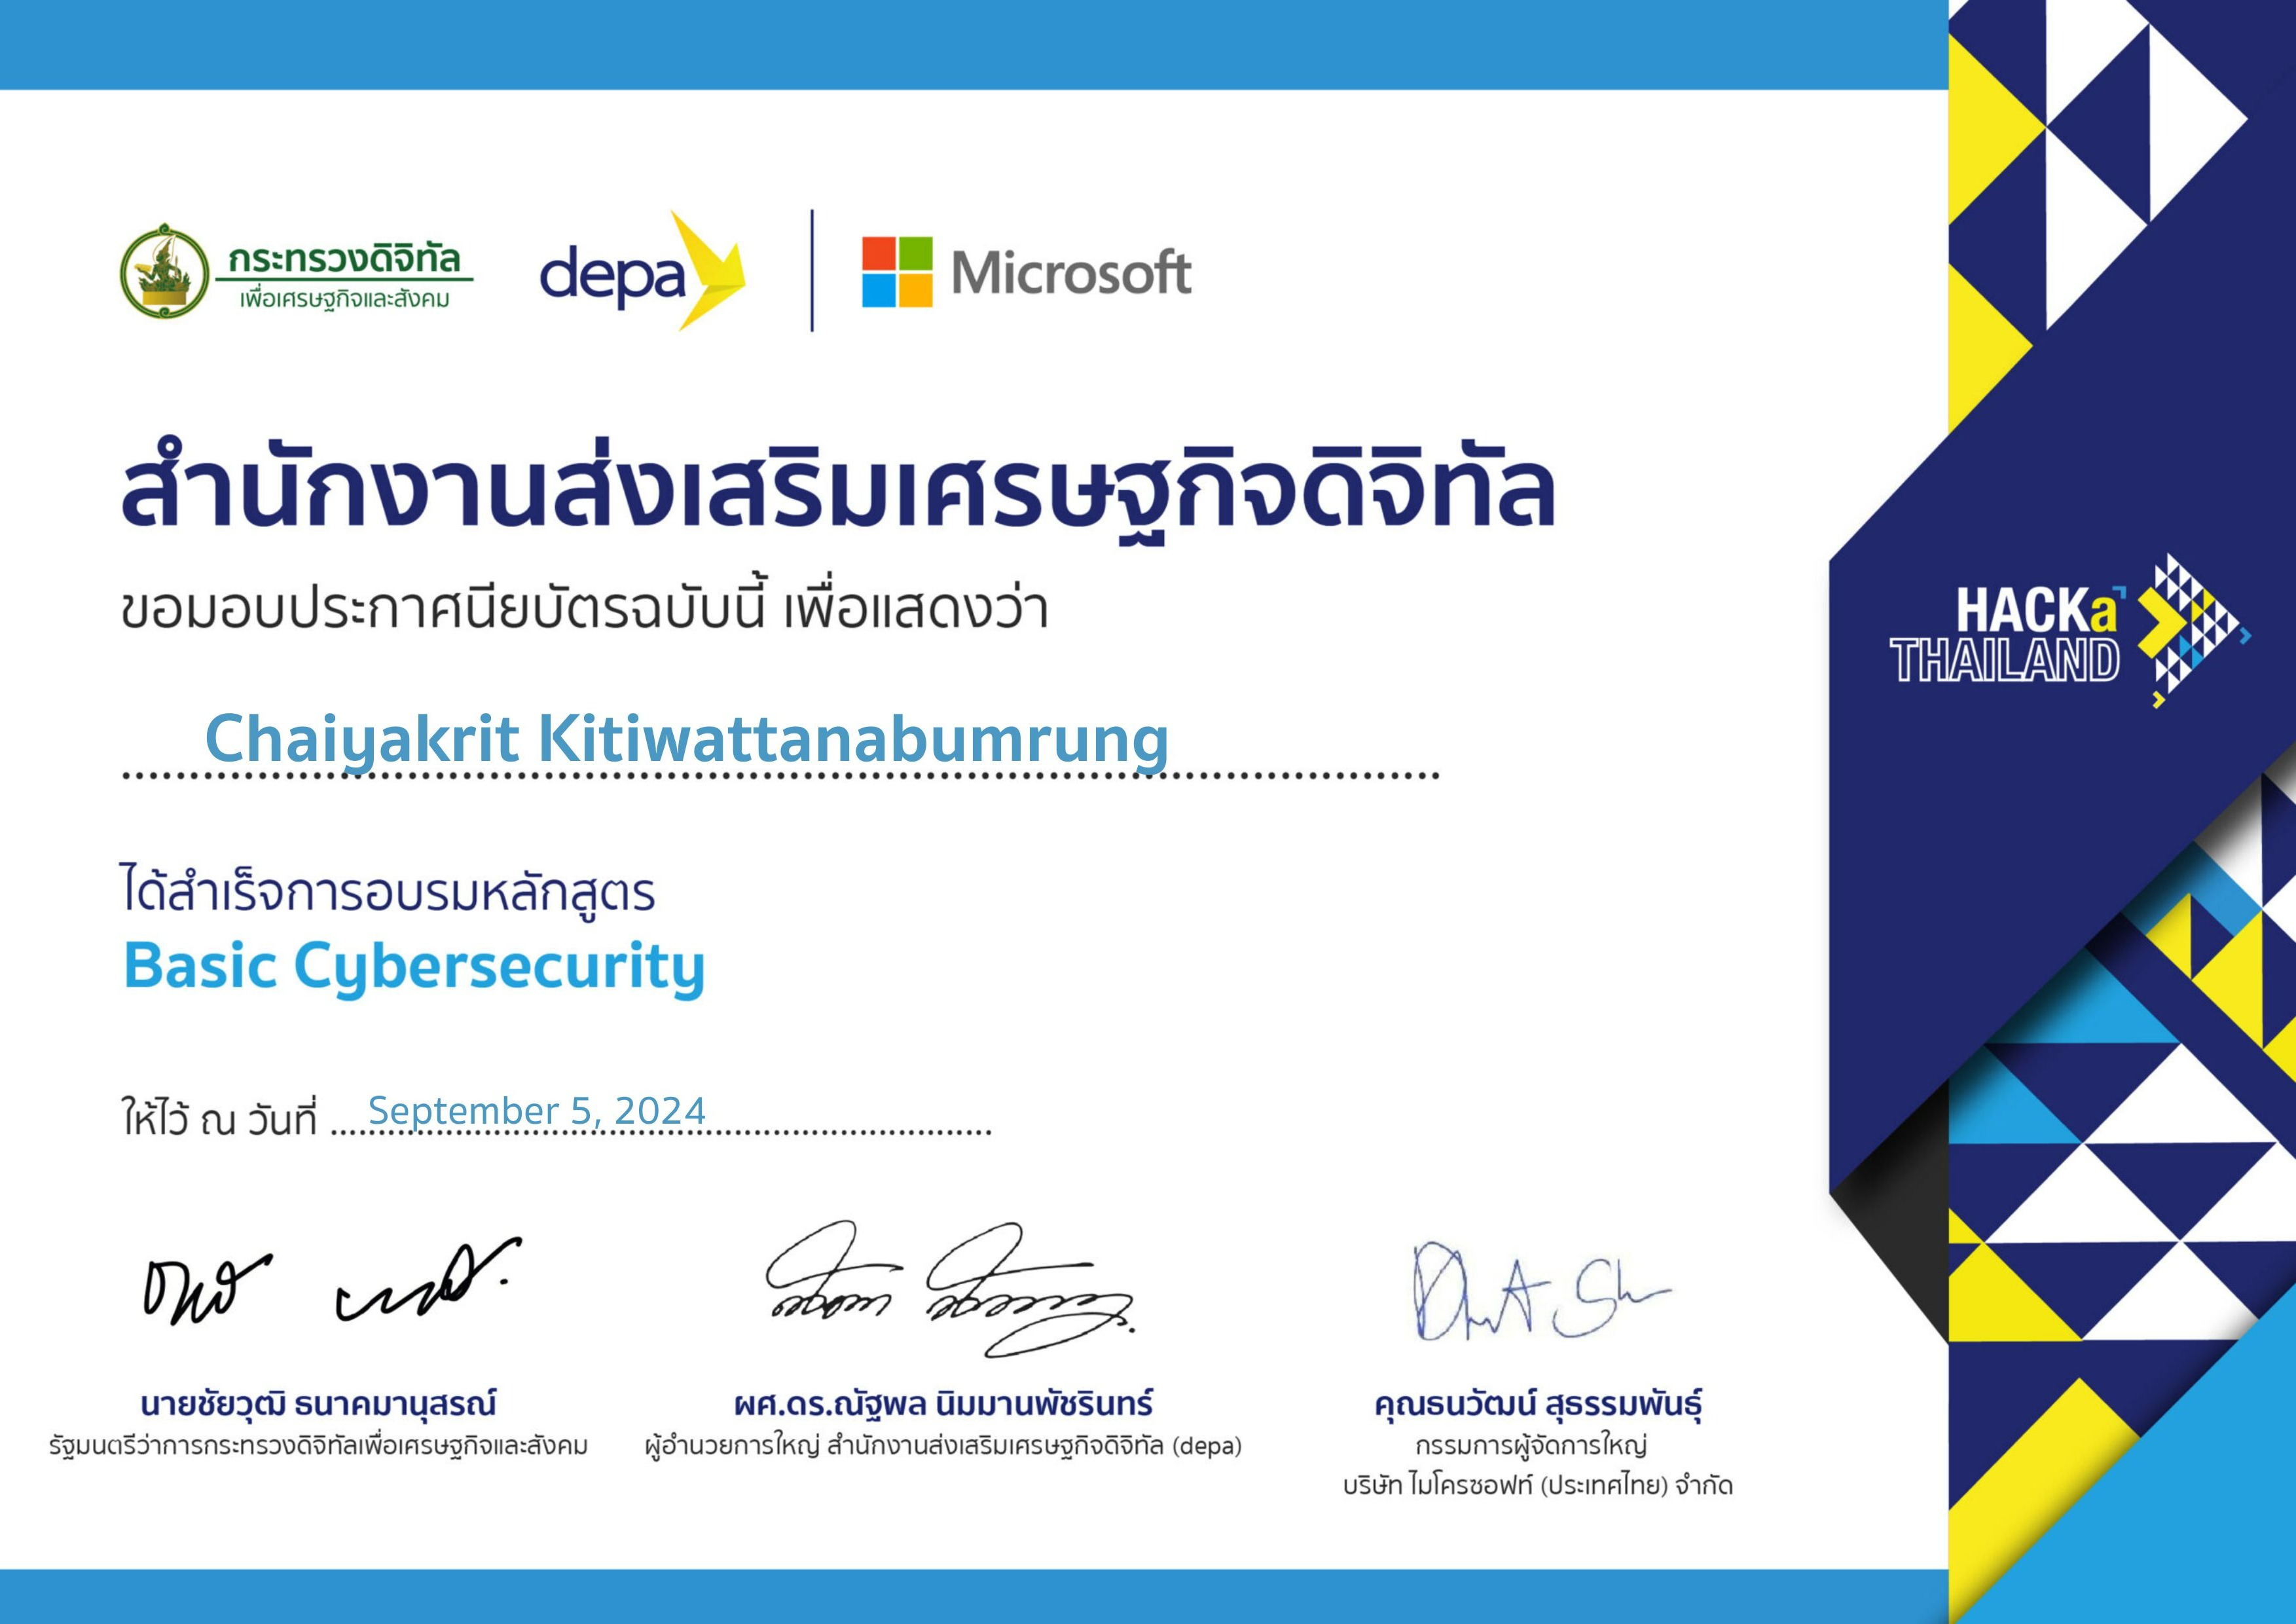 กระทรวงดิจิทัล
เพื่อเศรษฐกิจและสังคม
depa
Microsoft
สำนักงานส่งเสริมเศรษฐกิจดิจิทัล
ขอมอบประกาศนียบัตรฉบับนี้ เพื่อแสดงว่า
Chaiyakrit Kitiwattanabumrung
ได้สำเร็จการอบรมหลักสูตร
Basic Cybersecurity
ให้ไว้ ณ วันที่ September 5, 2024
HACKa
THAILAND
นายชัยวุฒิ ธนาคมานุสรณ์
รัฐมนตรีว่าการกระทรวงดิจิทัลเพื่อเศรษฐกิจและสังคม
ผศ.ดร.ณัฐพล นิมมานพัชรินทร์
ผู้อำนวยการใหญ่ สำนักงานส่งเสริมเศรษฐกิจดิจิทัล (depa)
คุณธนวัฒน์ สุธรรมพันธุ์
กรรมการผู้จัดการใหญ่
บริษัท ไมโครซอฟท์ (ประเทศไทย) จำกัด